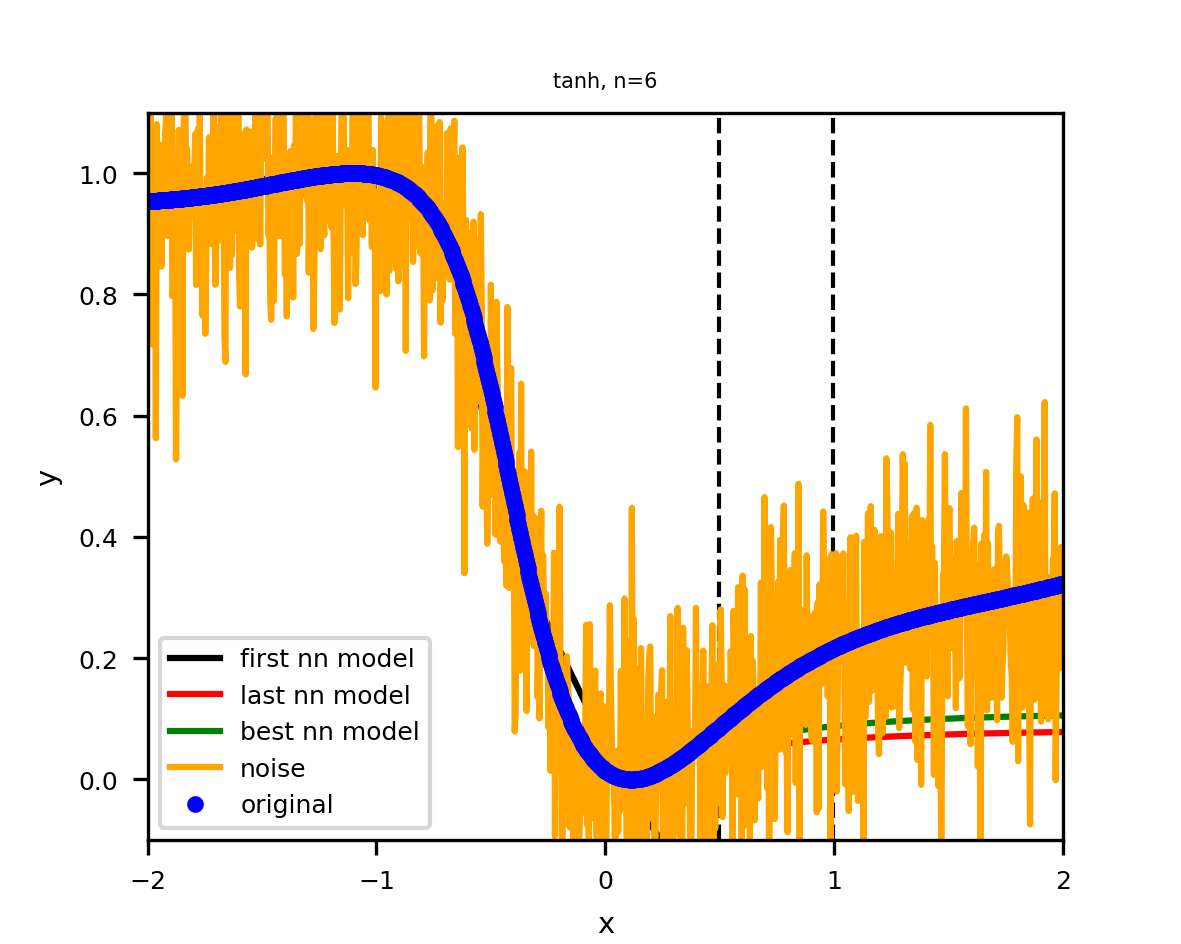 tanh, n=6
1.0
0.8
0.6
0.4
0.2
0.0
y
first nn model
last nn model
best nn model
noise
original
−2
−1
0
1
2
x